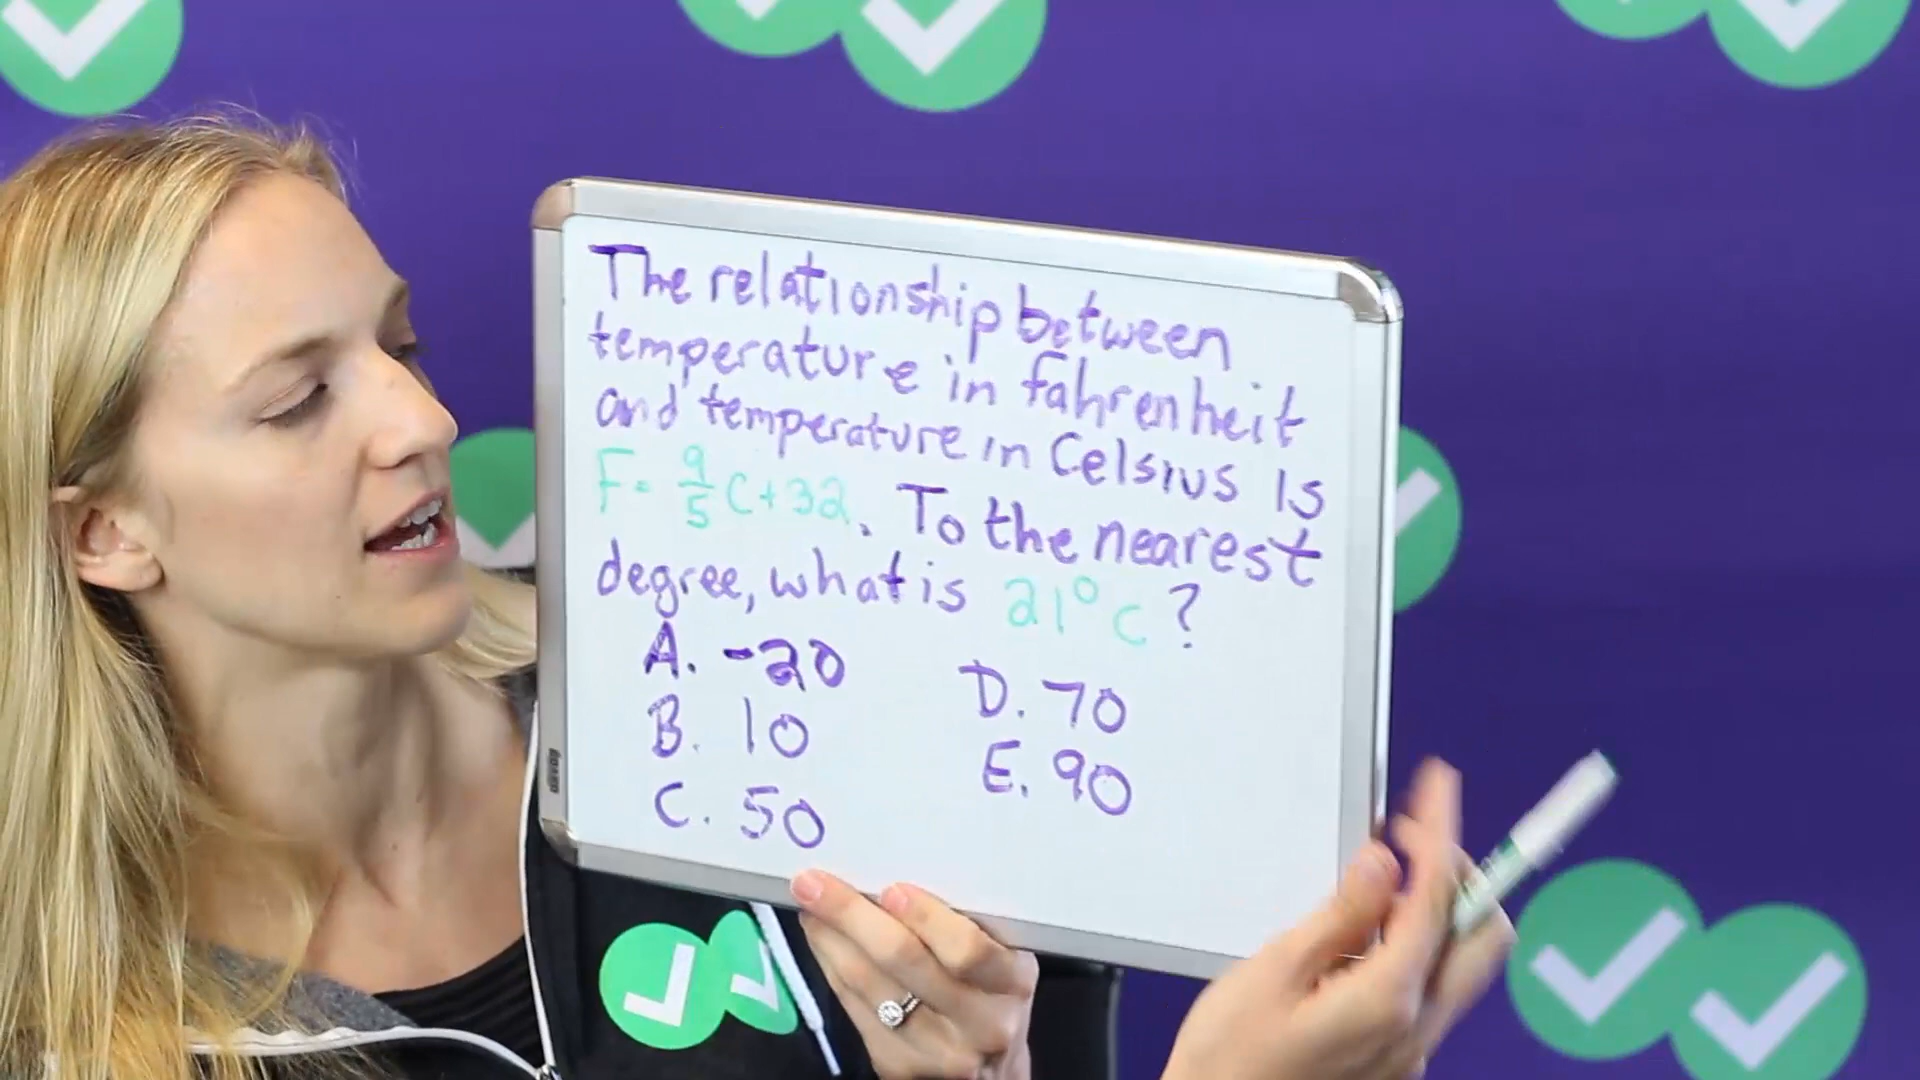 The relationship between
temperature in fahrenheit
and temperature in Celsius is
F = 9/5 C + 32. To the nearest
degree, what is 21° C ?
A. -20
B. 10
C. 50
D. 70
E. 90